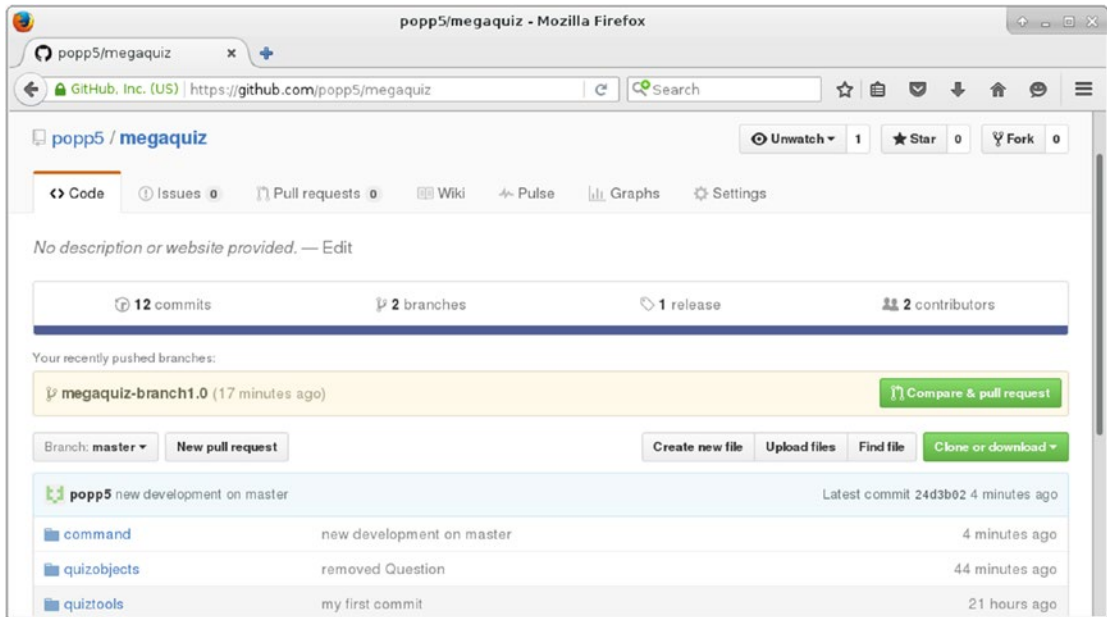 popp5/megaquiz - Mozilla Firefox
popp5/megaquiz
GitHub, Inc. (US) https://github.com/popp5/megaquiz Search
popp5 / megaquiz Unwatch 1 Star 0 Fork 0
Code Issues 0 Pull requests 0 Wiki Pulse Graphs Settings
No description or website provided. — Edit
12 commits 2 branches 1 release 2 contributors
Your recently pushed branches:
megaquiz-branch1.0 (17 minutes ago) Compare & pull request
Branch: master New pull request Create new file Upload files Find file Clone or download
popp5 new development on master Latest commit 24d3b02 4 minutes ago
command new development on master 4 minutes ago
quizobjects removed Question 44 minutes ago
quiztools my first commit 21 hours ago